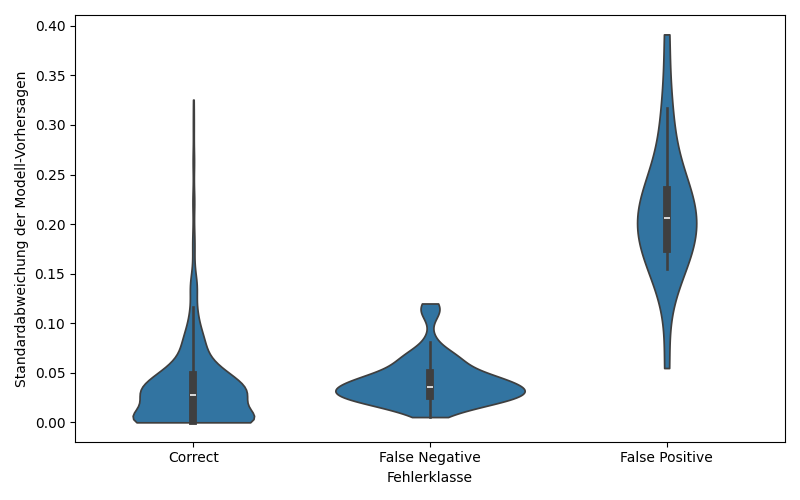 0.40
0.35
0.30
0.25
0.20
0.15
0.10
0.05
0.00
Standardabweichung der Modell-Vorhersagen
Correct
False Negative
False Positive
Fehlerklasse